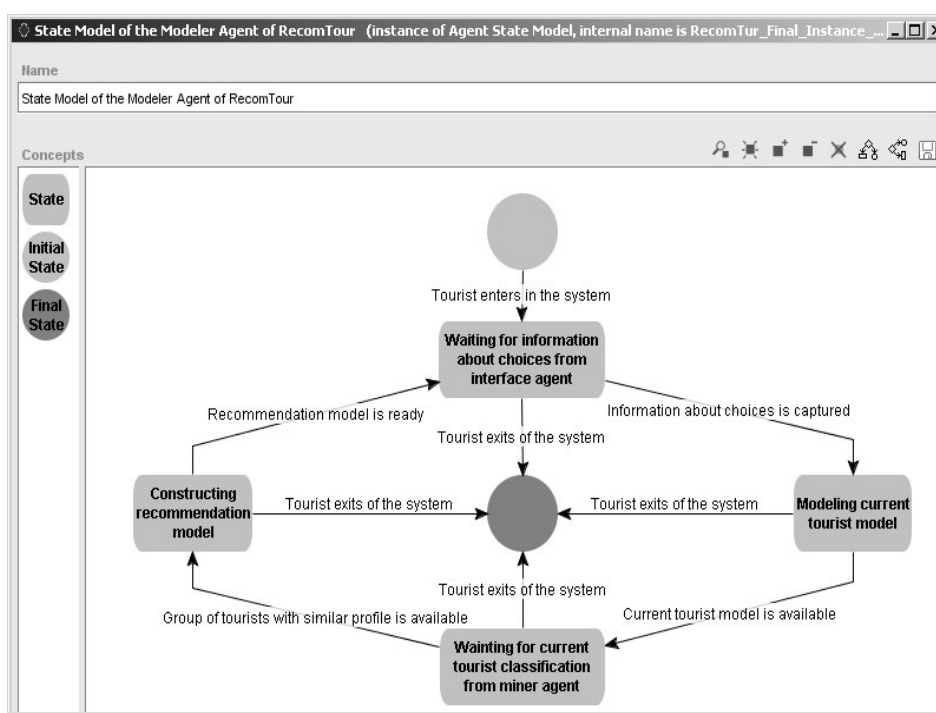 State Model of the Modeler Agent of RecomTour (instance of Agent State Model, internal name is RecomTur_Final_Instance_...
Name
State Model of the Modeler Agent of RecomTour
Concepts
State
Initial
State
Final
State
Tourist enters in the system
Waiting for information
about choices from
interface agent
Recommendation model is ready
Information about choices is captured
Tourist exits of the system
Constructing
recommendation
model
Tourist exits of the system
Tourist exits of the system
Modeling current
tourist model
Tourist exits of the system
Group of tourists with similar profile is available
Current tourist model is available
Wainting for current
tourist classification
from miner agent